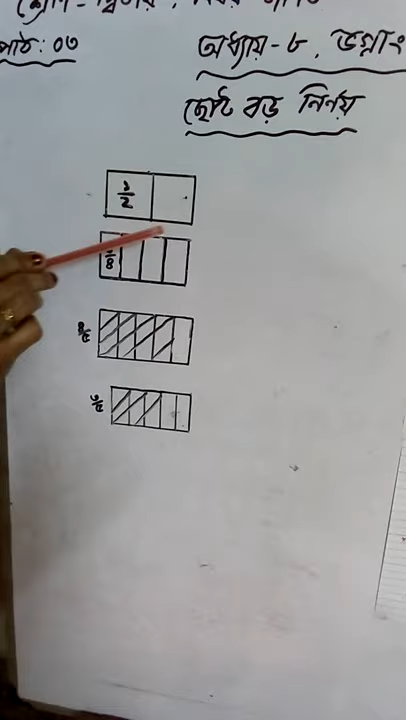 শ্রেণি - দ্বিতীয়,
পাঠ: ০৩
অধ্যায় - ৮, ভগ্নাং
ছোট বড় নির্ণয়
১/২
১/৪
৪/৫
৩/৫